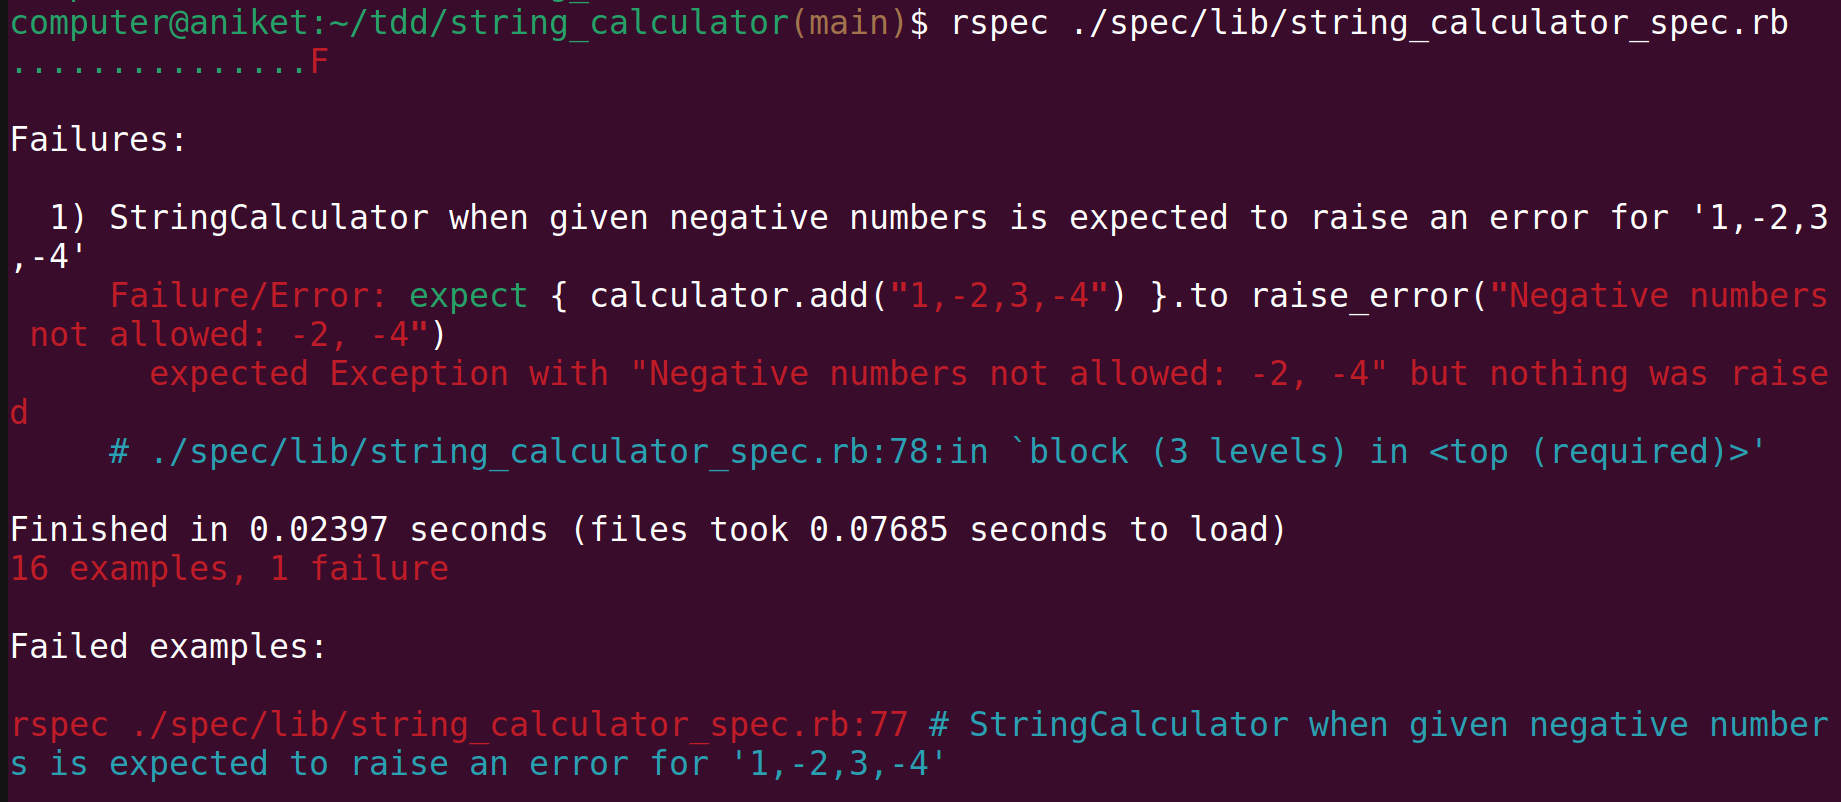 computer@aniket:~/tdd/string_calculator(main)$ rspec ./spec/lib/string_calculator_spec.rb
...............F
Failures:
1) StringCalculator when given negative numbers is expected to raise an error for '1,-2,3
,-4'
Failure/Error: expect { calculator.add("1,-2,3,-4") }.to raise_error("Negative numbers
not allowed: -2, -4")
expected Exception with "Negative numbers not allowed: -2, -4" but nothing was raise
d
# ./spec/lib/string_calculator_spec.rb:78:in `block (3 levels) in <top (required)>'
Finished in 0.02397 seconds (files took 0.07685 seconds to load)
16 examples, 1 failure
Failed examples:
rspec ./spec/lib/string_calculator_spec.rb:77 # StringCalculator when given negative number
s is expected to raise an error for '1,-2,3,-4'